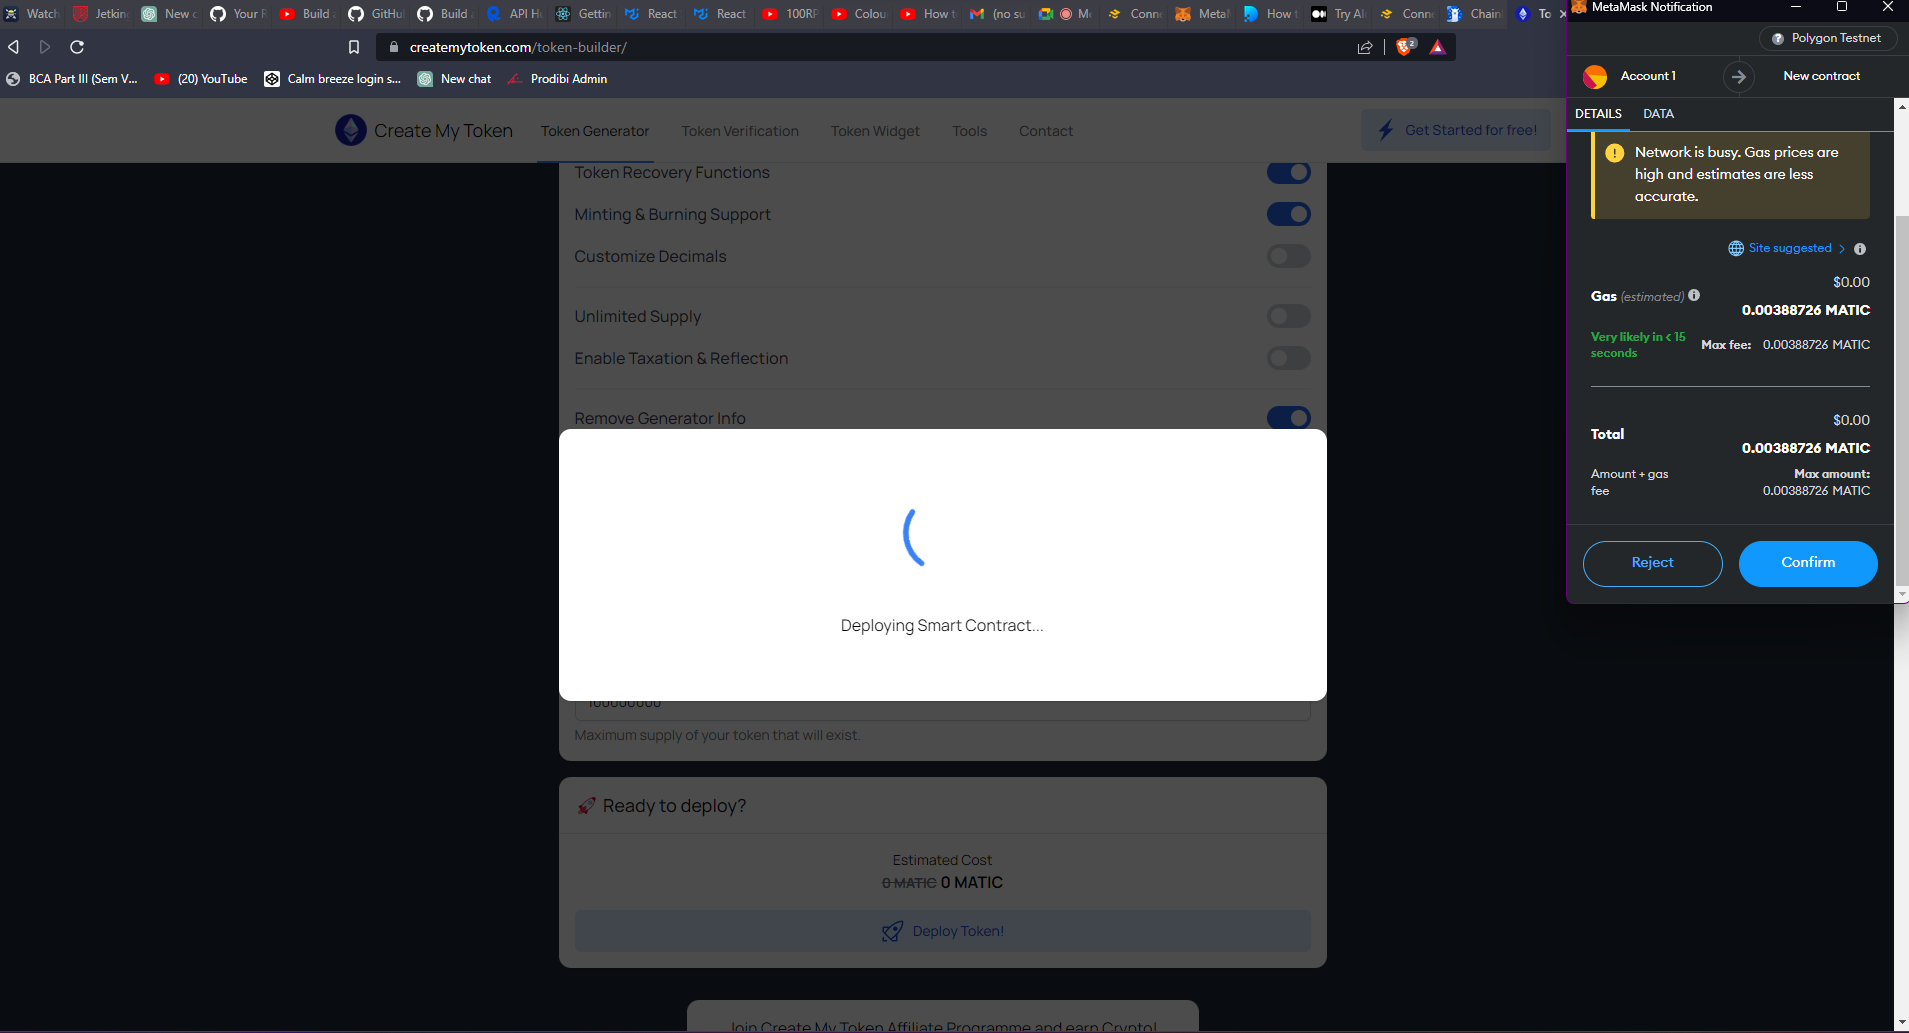 Watch
Jetkin
New c
Your R
Build
GitHu
Build
API H
Gettin
React
React
100RP
Colou
How t
(no su
M
Conne
MetaM
How t
Try Al
Conne
Chain
To
createmytoken.com/token-builder/
2
BCA Part III (Sem V...
(20) YouTube
Calm breeze login s...
New chat
Prodibi Admin
Create My Token
Token Generator
Token Verification
Token Widget
Tools
Contact
Get Started for free!
Token Recovery Functions
Minting & Burning Support
Customize Decimals
Unlimited Supply
Enable Taxation & Reflection
Remove Generator Info
Deploying Smart Contract...
100000000
Maximum supply of your token that will exist.
Ready to deploy?
Estimated Cost
0 MATIC 0 MATIC
Deploy Token!
Join Create My Token Affiliate Programme and earn Crypto!
MetaMask Notification
Polygon Testnet
Account 1
New contract
DETAILS
DATA
Network is busy. Gas prices are
high and estimates are less
accurate.
Site suggested
$0.00
Gas (estimated)
0.00388726 MATIC
Very likely in < 15
seconds
Max fee: 0.00388726 MATIC
$0.00
Total
0.00388726 MATIC
Amount + gas
fee
Max amount:
0.00388726 MATIC
Reject
Confirm